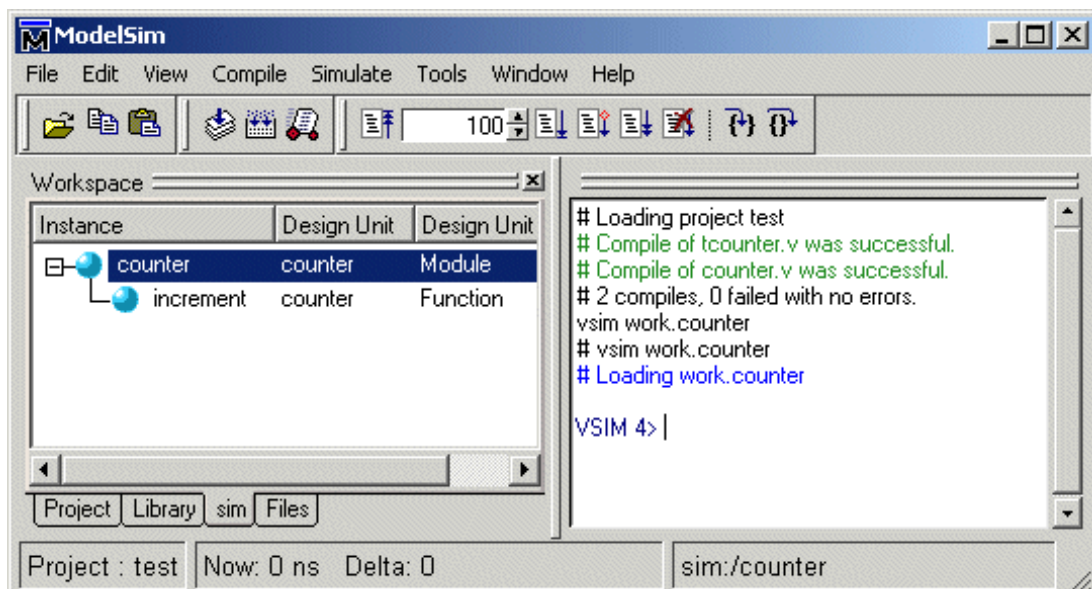 ModelSim
File Edit View Compile Simulate Tools Window Help
100
Workspace
Instance Design Unit Design Unit
counter counter Module
increment counter Function
Project Library sim Files
# Loading project test
# Compile of tcounter.v was successful.
# Compile of counter.v was successful.
# 2 compiles, 0 failed with no errors.
vsim work.counter
# vsim work.counter
# Loading work.counter
VSIM 4>
Project : test Now: 0 ns Delta: 0 sim:/counter